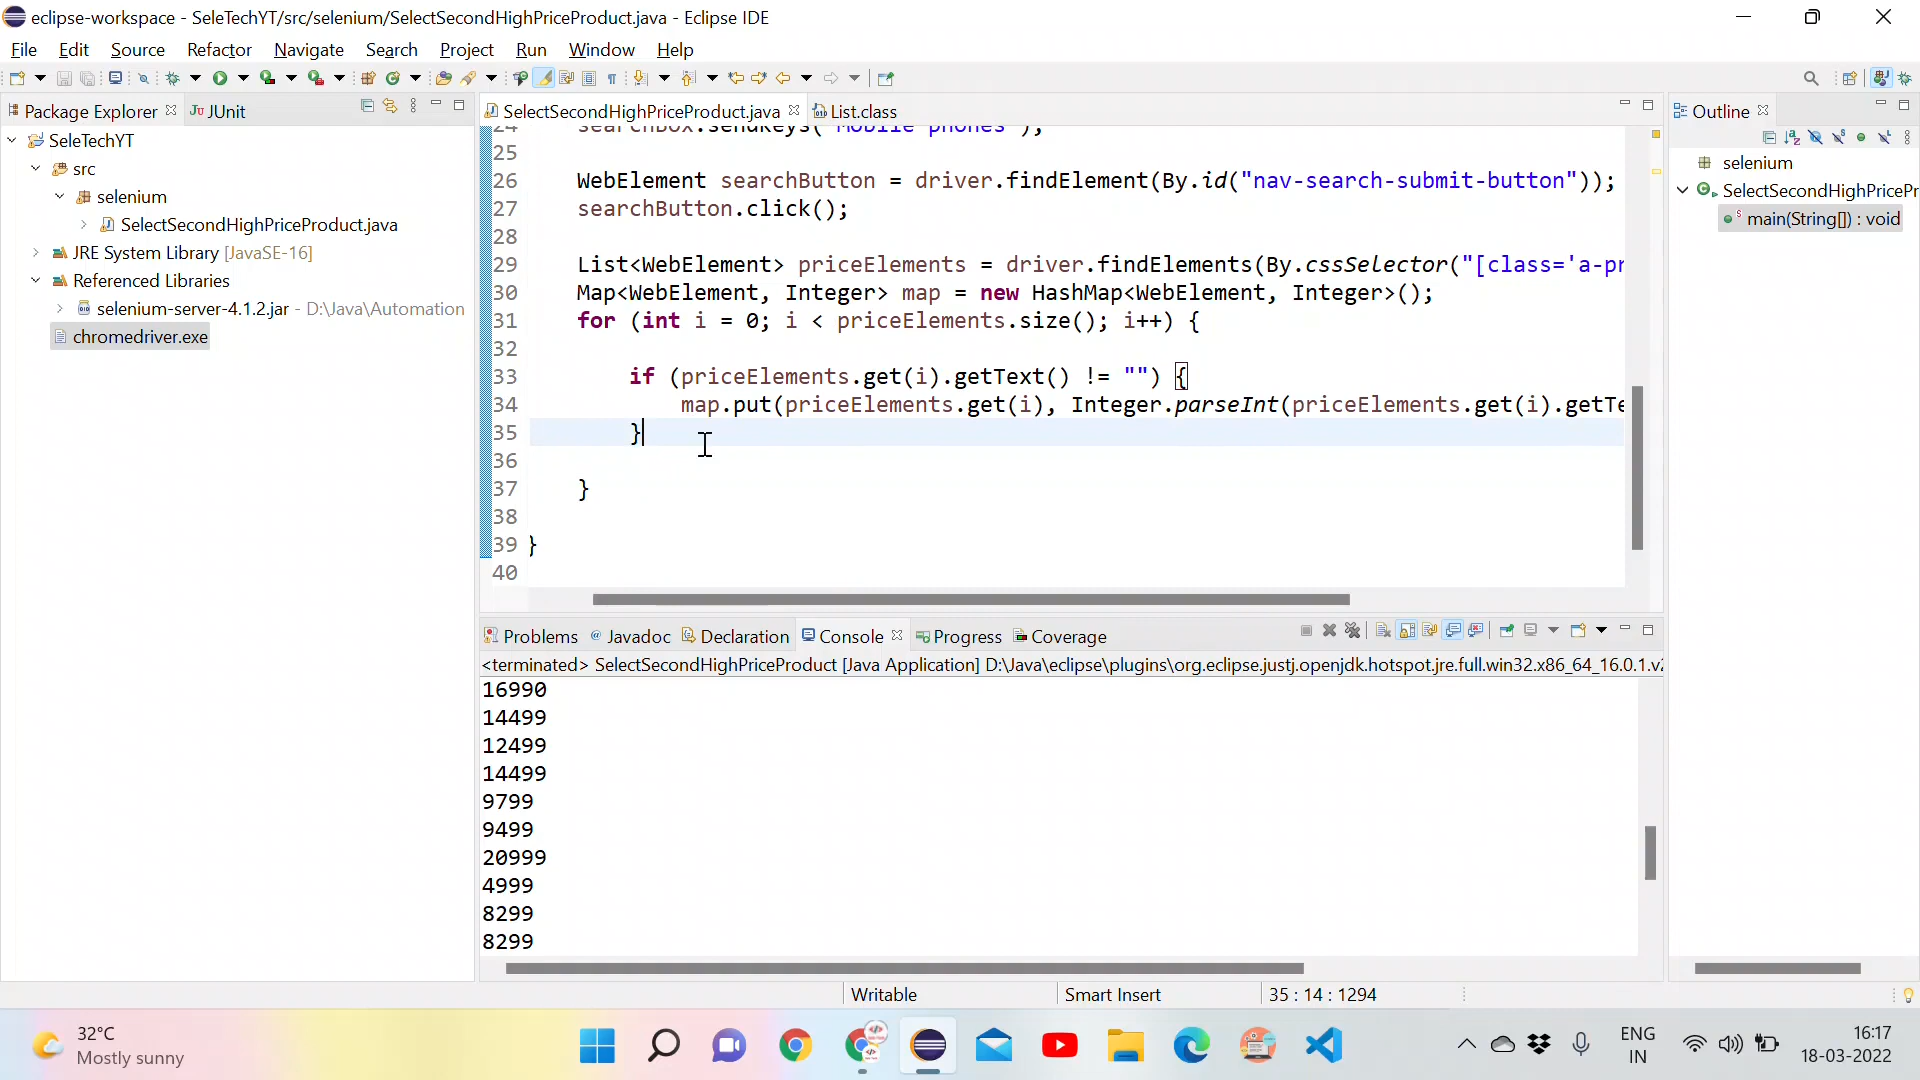 eclipse-workspace - SeleTechYT/src/selenium/SelectSecondHighPriceProduct.java - Eclipse IDE
File Edit Source Refactor Navigate Search Project Run Window Help
Package Explorer
JUnit
SeleTechYT
src
selenium
SelectSecondHighPriceProduct.java
JRE System Library [JavaSE-16]
Referenced Libraries
selenium-server-4.1.2.jar - D:\Java\Automation
chromedriver.exe
SelectSecondHighPriceProduct.java
List.class
24 searchBox.sendKeys("Mobile phones");
25
26 WebElement searchButton = driver.findElement(By.id("nav-search-submit-button"));
27 searchButton.click();
28
29 List<WebElement> priceElements = driver.findElements(By.cssSelector("[class='a-pr
30 Map<WebElement, Integer> map = new HashMap<WebElement, Integer>();
31 for (int i = 0; i < priceElements.size(); i++) {
32
33 if (priceElements.get(i).getText() != "") {
34 map.put(priceElements.get(i), Integer.parseInt(priceElements.get(i).getTe
35 }
36
37 }
38
39 }
40
Problems @ Javadoc Declaration Console Progress Coverage
<terminated> SelectSecondHighPriceProduct [Java Application] D:\Java\eclipse\plugins\org.eclipse.justj.openjdk.hotspot.jre.full.win32.x86_64_16.0.1.v2
16990
14499
12499
14499
9799
9499
20999
4999
8299
8299
Outline
selenium
SelectSecondHighPricePr
main(String[]) : void
Writable
Smart Insert
35 : 14 : 1294
32°C
Mostly sunny
ENG
IN
16:17
18-03-2022